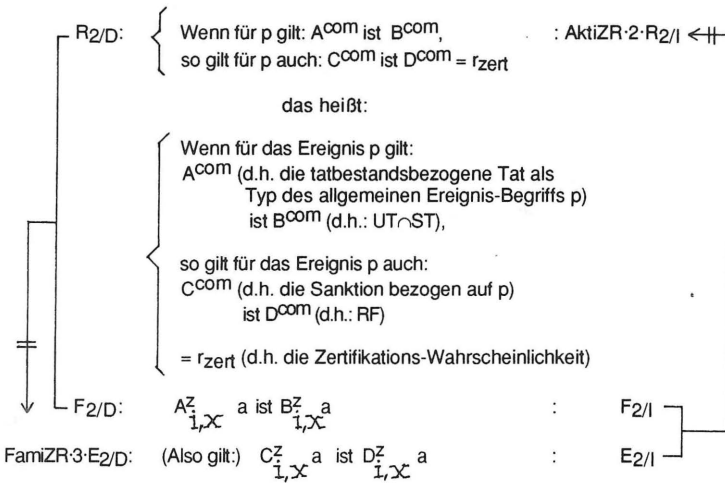 R2/D: Wenn für p gilt: Acom ist Bcom, : AktiZR·2·R2/I
so gilt für p auch: Ccom ist Dcom = rzert
das heißt:
Wenn für das Ereignis p gilt:
Acom (d.h. die tatbestandsbezogene Tat als
Typ des allgemeinen Ereignis-Begriffs p)
ist Bcom (d.h.: UT∩ST),
so gilt für das Ereignis p auch:
Ccom (d.h. die Sanktion bezogen auf p)
ist Dcom (d.h.: RF)
= rzert (d.h. die Zertifikations-Wahrscheinlichkeit)
F2/D: Azi,x a ist Bzi,x a : F2/I
FamiZR·3·E2/D: (Also gilt:) Czi,x a ist Dzi,x a : E2/I